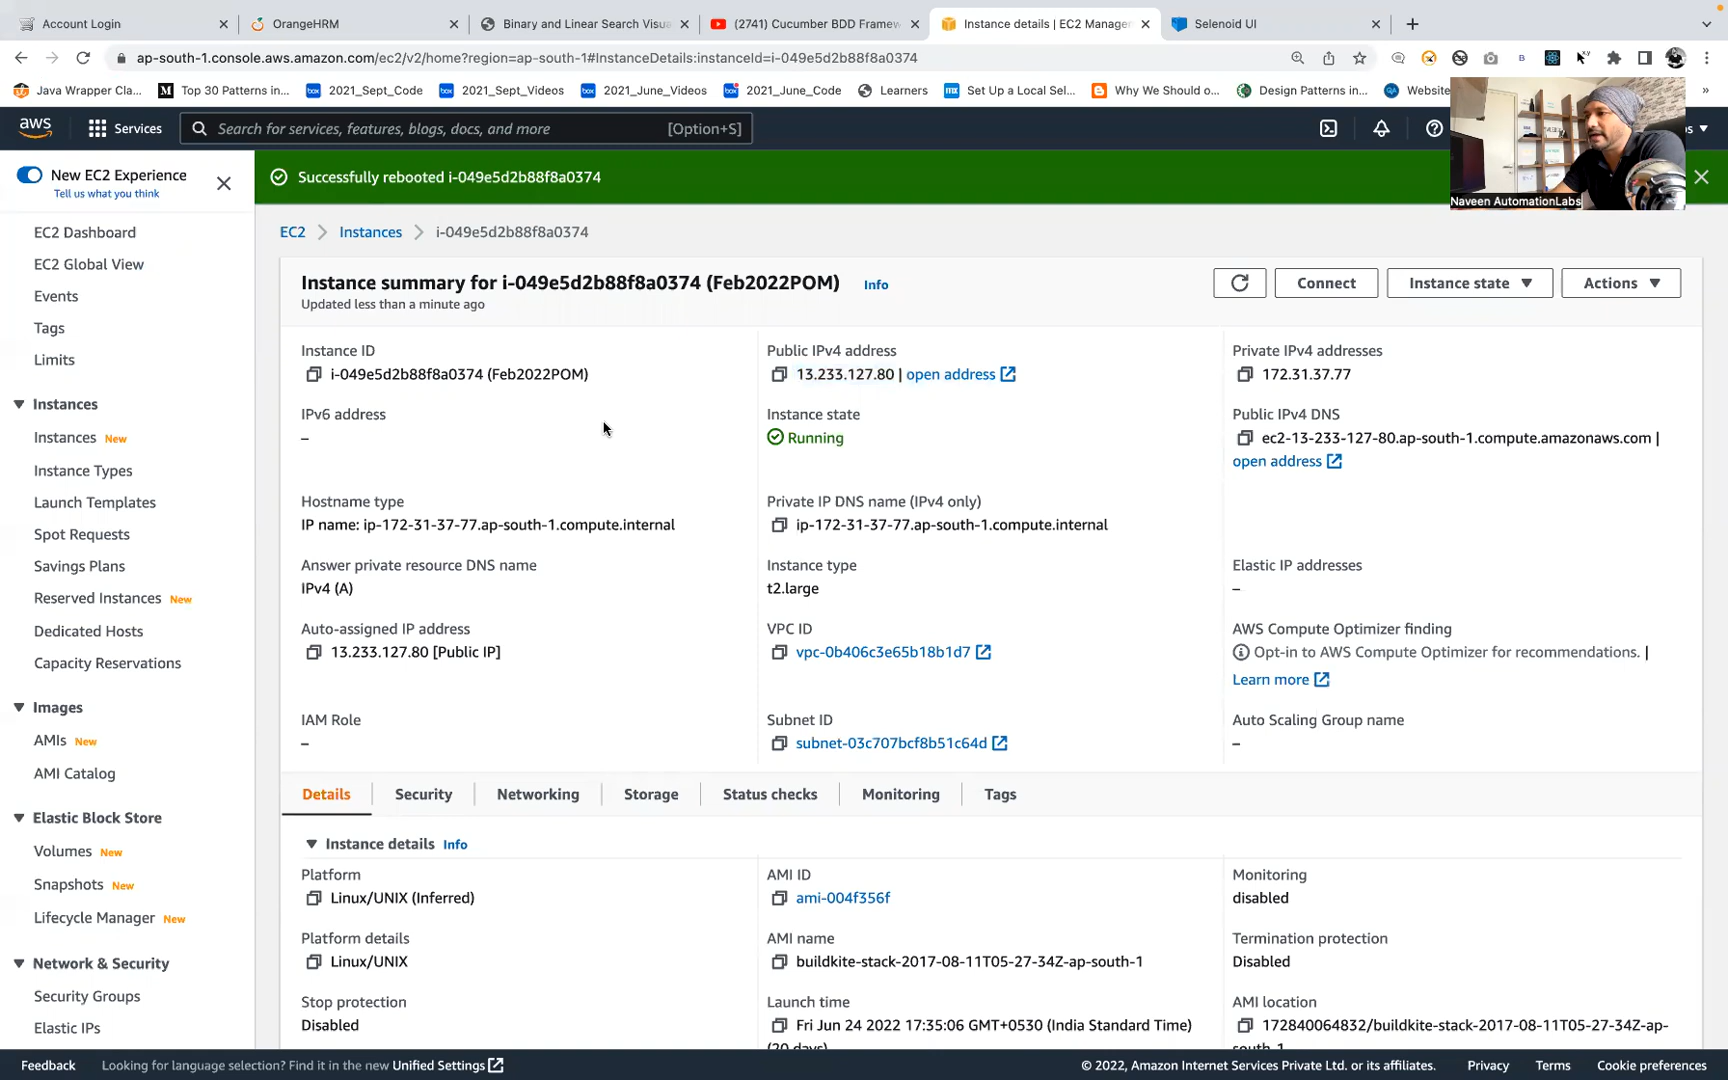 Account Login
OrangeHRM
Binary and Linear Search Visua
(2741) Cucumber BDD Framew
Instance details | EC2 Manager
Selenoid UI
ap-south-1.console.aws.amazon.com/ec2/v2/home?region=ap-south-1#InstanceDetails:instanceId=i-049e5d2b88f8a0374
Java Wrapper Cla...
Top 30 Patterns in...
2021_Sept_Code
2021_Sept_Videos
2021_June_Videos
2021_June_Code
Learners
Set Up a Local Sel...
Why We Should o...
Design Patterns in...
Website
»
aws
Services
Search for services, features, blogs, docs, and more
[Option+S]
Naveen AutomationLabs
New EC2 Experience
Tell us what you think
Successfully rebooted i-049e5d2b88f8a0374
EC2 Dashboard
EC2 Global View
Events
Tags
Limits
Instances
Instances New
Instance Types
Launch Templates
Spot Requests
Savings Plans
Reserved Instances New
Dedicated Hosts
Capacity Reservations
Images
AMIs New
AMI Catalog
Elastic Block Store
Volumes New
Snapshots New
Lifecycle Manager New
Network & Security
Security Groups
Elastic IPs
EC2 > Instances > i-049e5d2b88f8a0374
Instance summary for i-049e5d2b88f8a0374 (Feb2022POM) Info
Updated less than a minute ago
Connect
Instance state
Actions
Instance ID
i-049e5d2b88f8a0374 (Feb2022POM)
Public IPv4 address
13.233.127.80 | open address
Private IPv4 addresses
172.31.37.77
IPv6 address
–
Instance state
Running
Public IPv4 DNS
ec2-13-233-127-80.ap-south-1.compute.amazonaws.com |
open address
Hostname type
IP name: ip-172-31-37-77.ap-south-1.compute.internal
Private IP DNS name (IPv4 only)
ip-172-31-37-77.ap-south-1.compute.internal
Answer private resource DNS name
IPv4 (A)
Instance type
t2.large
Elastic IP addresses
–
Auto-assigned IP address
13.233.127.80 [Public IP]
VPC ID
vpc-0b406c3e65b18b1d7
AWS Compute Optimizer finding
Opt-in to AWS Compute Optimizer for recommendations. |
Learn more
IAM Role
–
Subnet ID
subnet-03c707bcf8b51c64d
Auto Scaling Group name
–
Details
Security
Networking
Storage
Status checks
Monitoring
Tags
Instance details Info
Platform
Linux/UNIX (Inferred)
AMI ID
ami-004f356f
Monitoring
disabled
Platform details
Linux/UNIX
AMI name
buildkite-stack-2017-08-11T05-27-34Z-ap-south-1
Termination protection
Disabled
Stop protection
Disabled
Launch time
Fri Jun 24 2022 17:35:06 GMT+0530 (India Standard Time)
(20 days)
AMI location
172840064832/buildkite-stack-2017-08-11T05-27-34Z-ap-
south-1
Feedback
Looking for language selection? Find it in the new Unified Settings
© 2022, Amazon Internet Services Private Ltd. or its affiliates.
Privacy
Terms
Cookie preferences